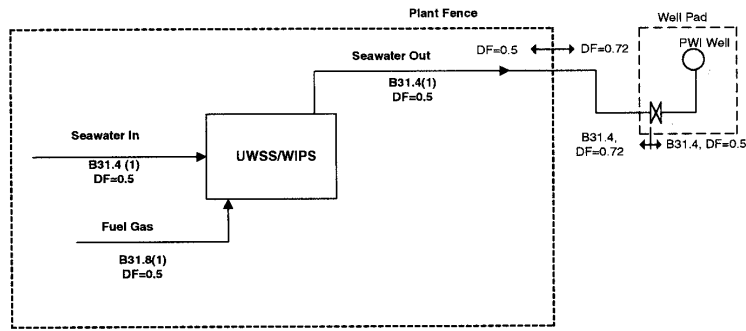 Plant Fence
Well Pad
PWI Well
DF=0.5
DF=0.72
Seawater Out
B31.4(1)
DF=0.5
Seawater In
B31.4 (1)
DF=0.5
UWSS/WIPS
B31.4,
DF=0.72
B31.4, DF=0.5
Fuel Gas
B31.8(1)
DF=0.5